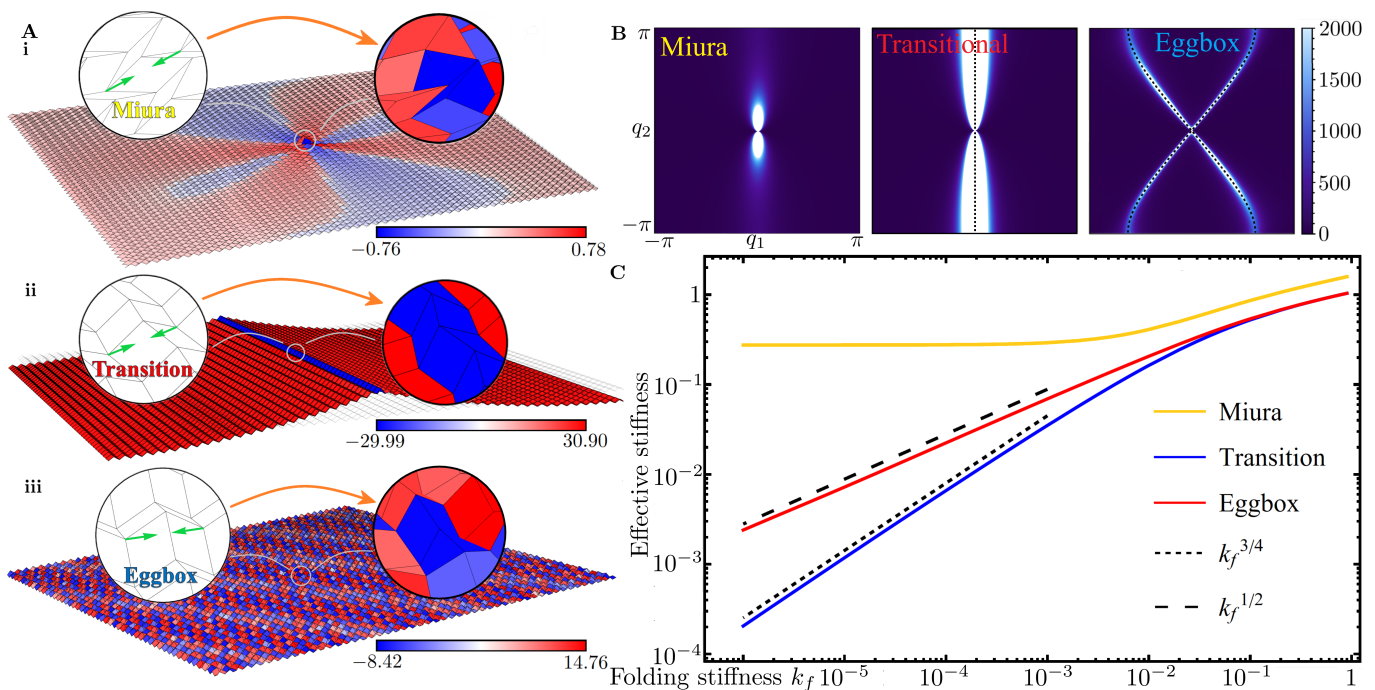 A
i
Miura
−0.76 0.78
ii
Transition
−29.99 30.90
iii
Eggbox
−8.42 14.76
B
Miura Transitional Eggbox
π
q₂
−π
−π q₁ π
2000
1500
1000
500
0
C
Effective stiffness
1
10⁻¹
10⁻²
10⁻³
10⁻⁴
Miura
Transition
Eggbox
k_f^3/4
k_f^1/2
Folding stiffness k_f 10⁻⁵ 10⁻⁴ 10⁻³ 10⁻² 10⁻¹ 1